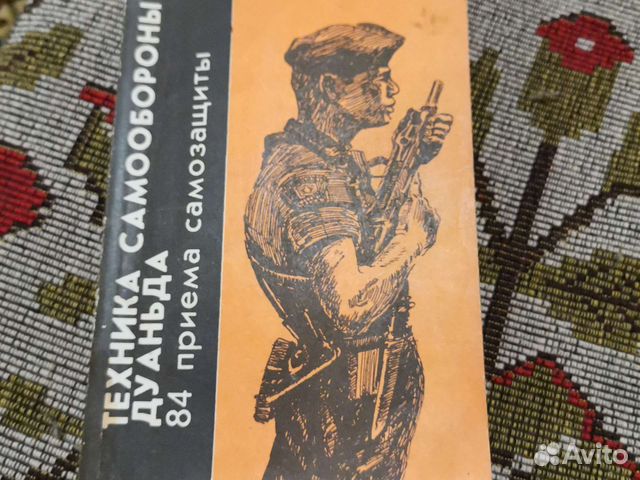 ТЕХНИКА САМООБОРОНЫ
ДУАНЬДА
84 приема самозащиты
Avito